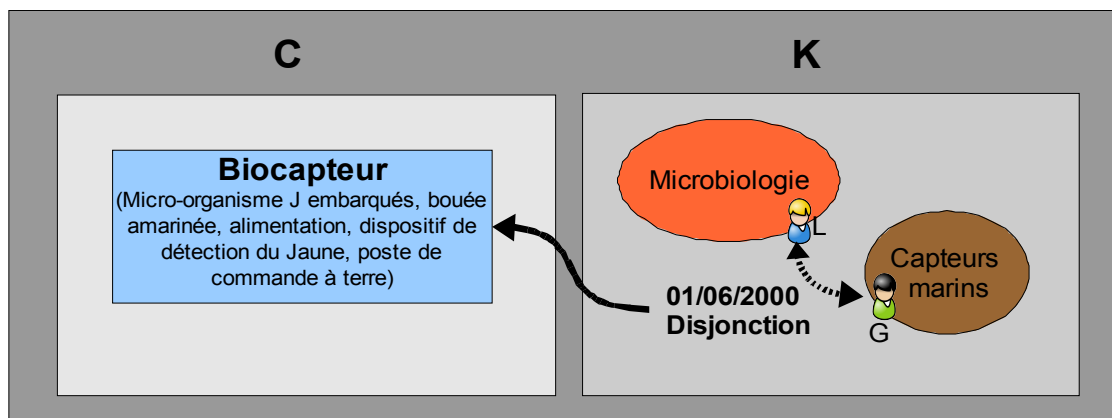 C
K
Biocapteur
(Micro-organisme J embarqués, bouée
amarinée, alimentation, dispositif de
détection du Jaune, poste de
commande à terre)
Microbiologie
L
Capteurs
marins
G
01/06/2000
Disjonction